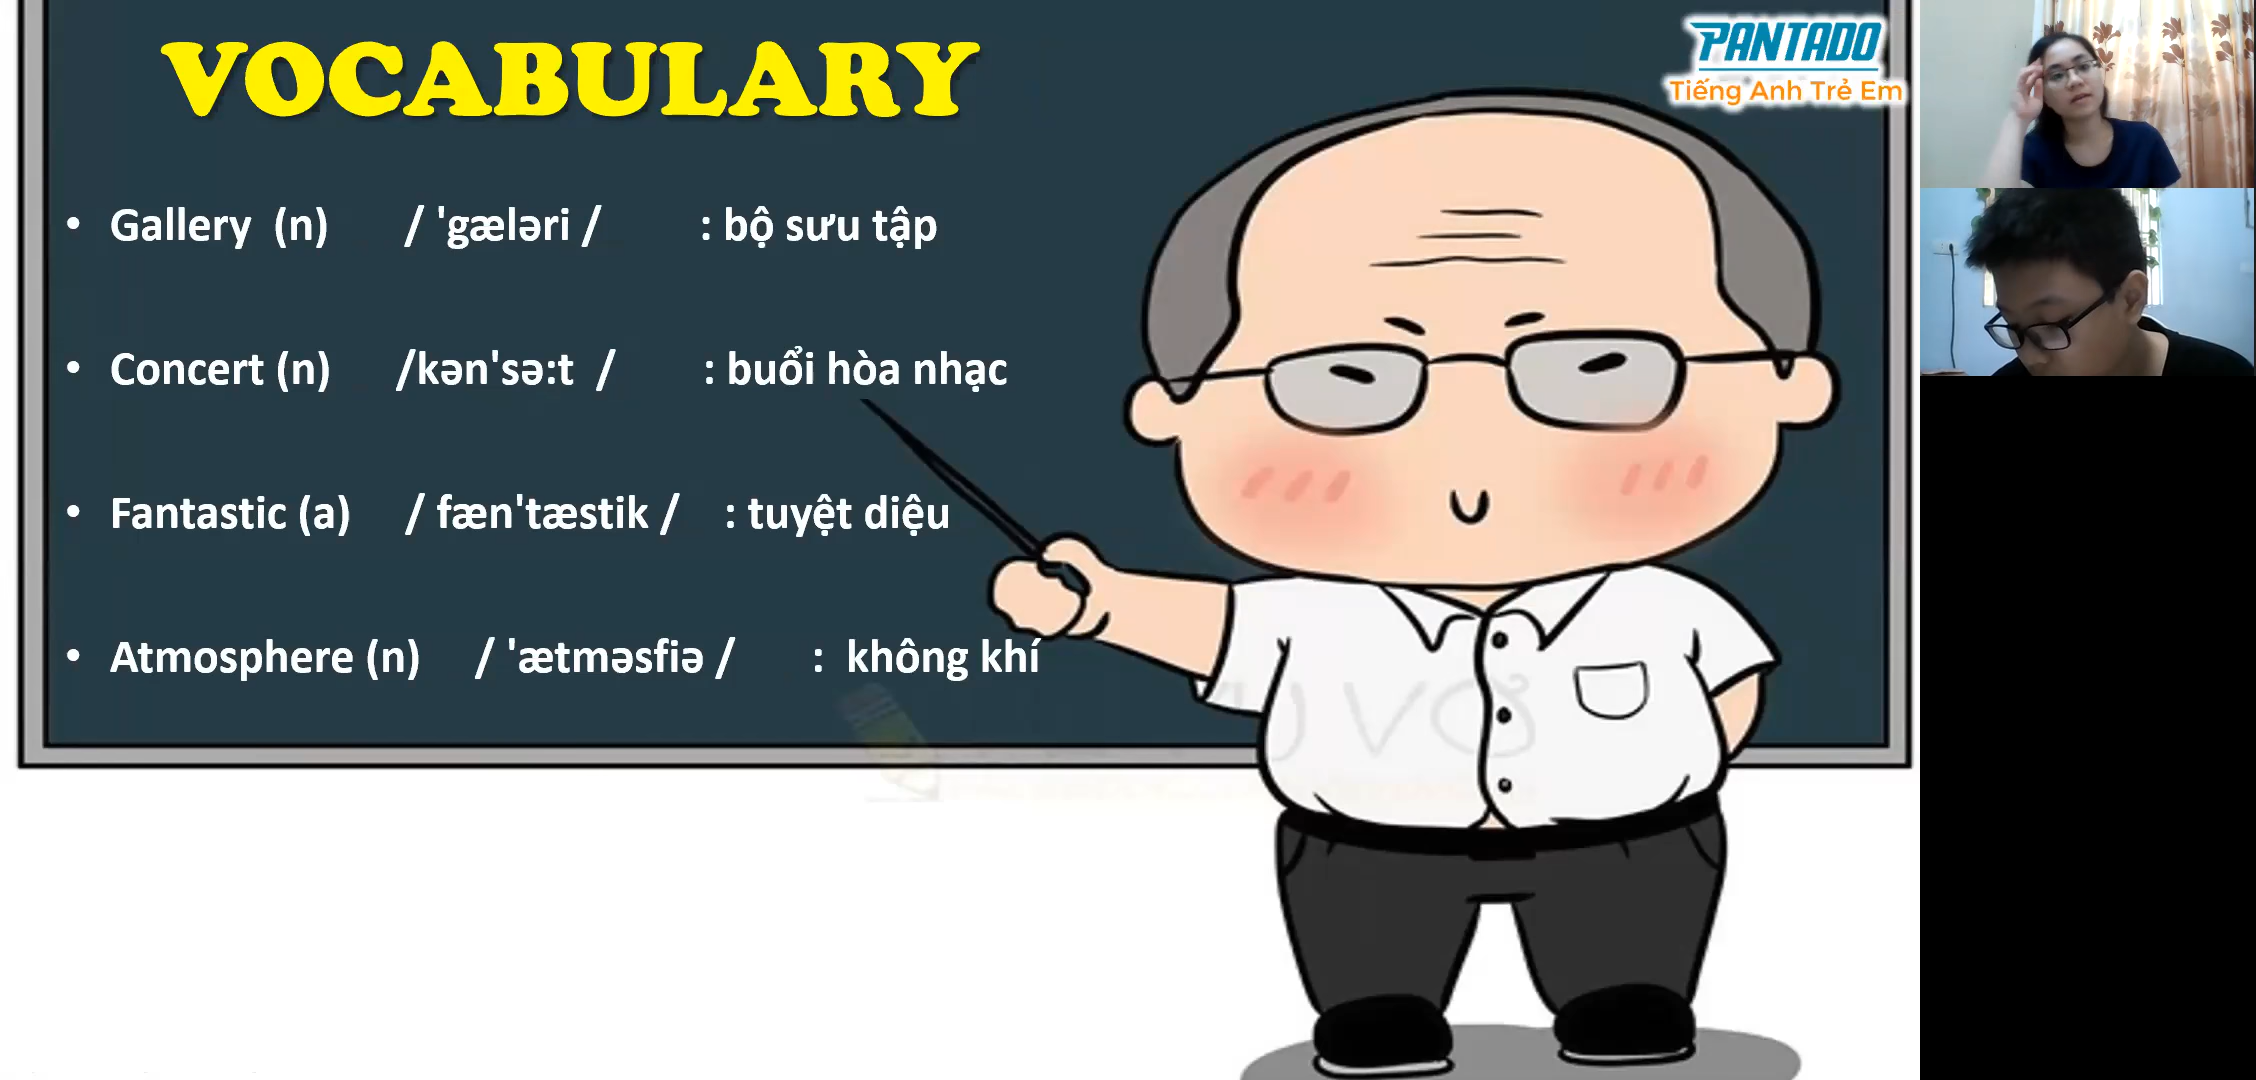 VOCABULARY
PANTADO
Tiếng Anh Trẻ Em
• Gallery (n) / 'gæləri / : bộ sưu tập
• Concert (n) /kən'sə:t / : buổi hòa nhạc
• Fantastic (a) / fæn'tæstik / : tuyệt diệu
• Atmosphere (n) / 'ætməsfiə / : không khí